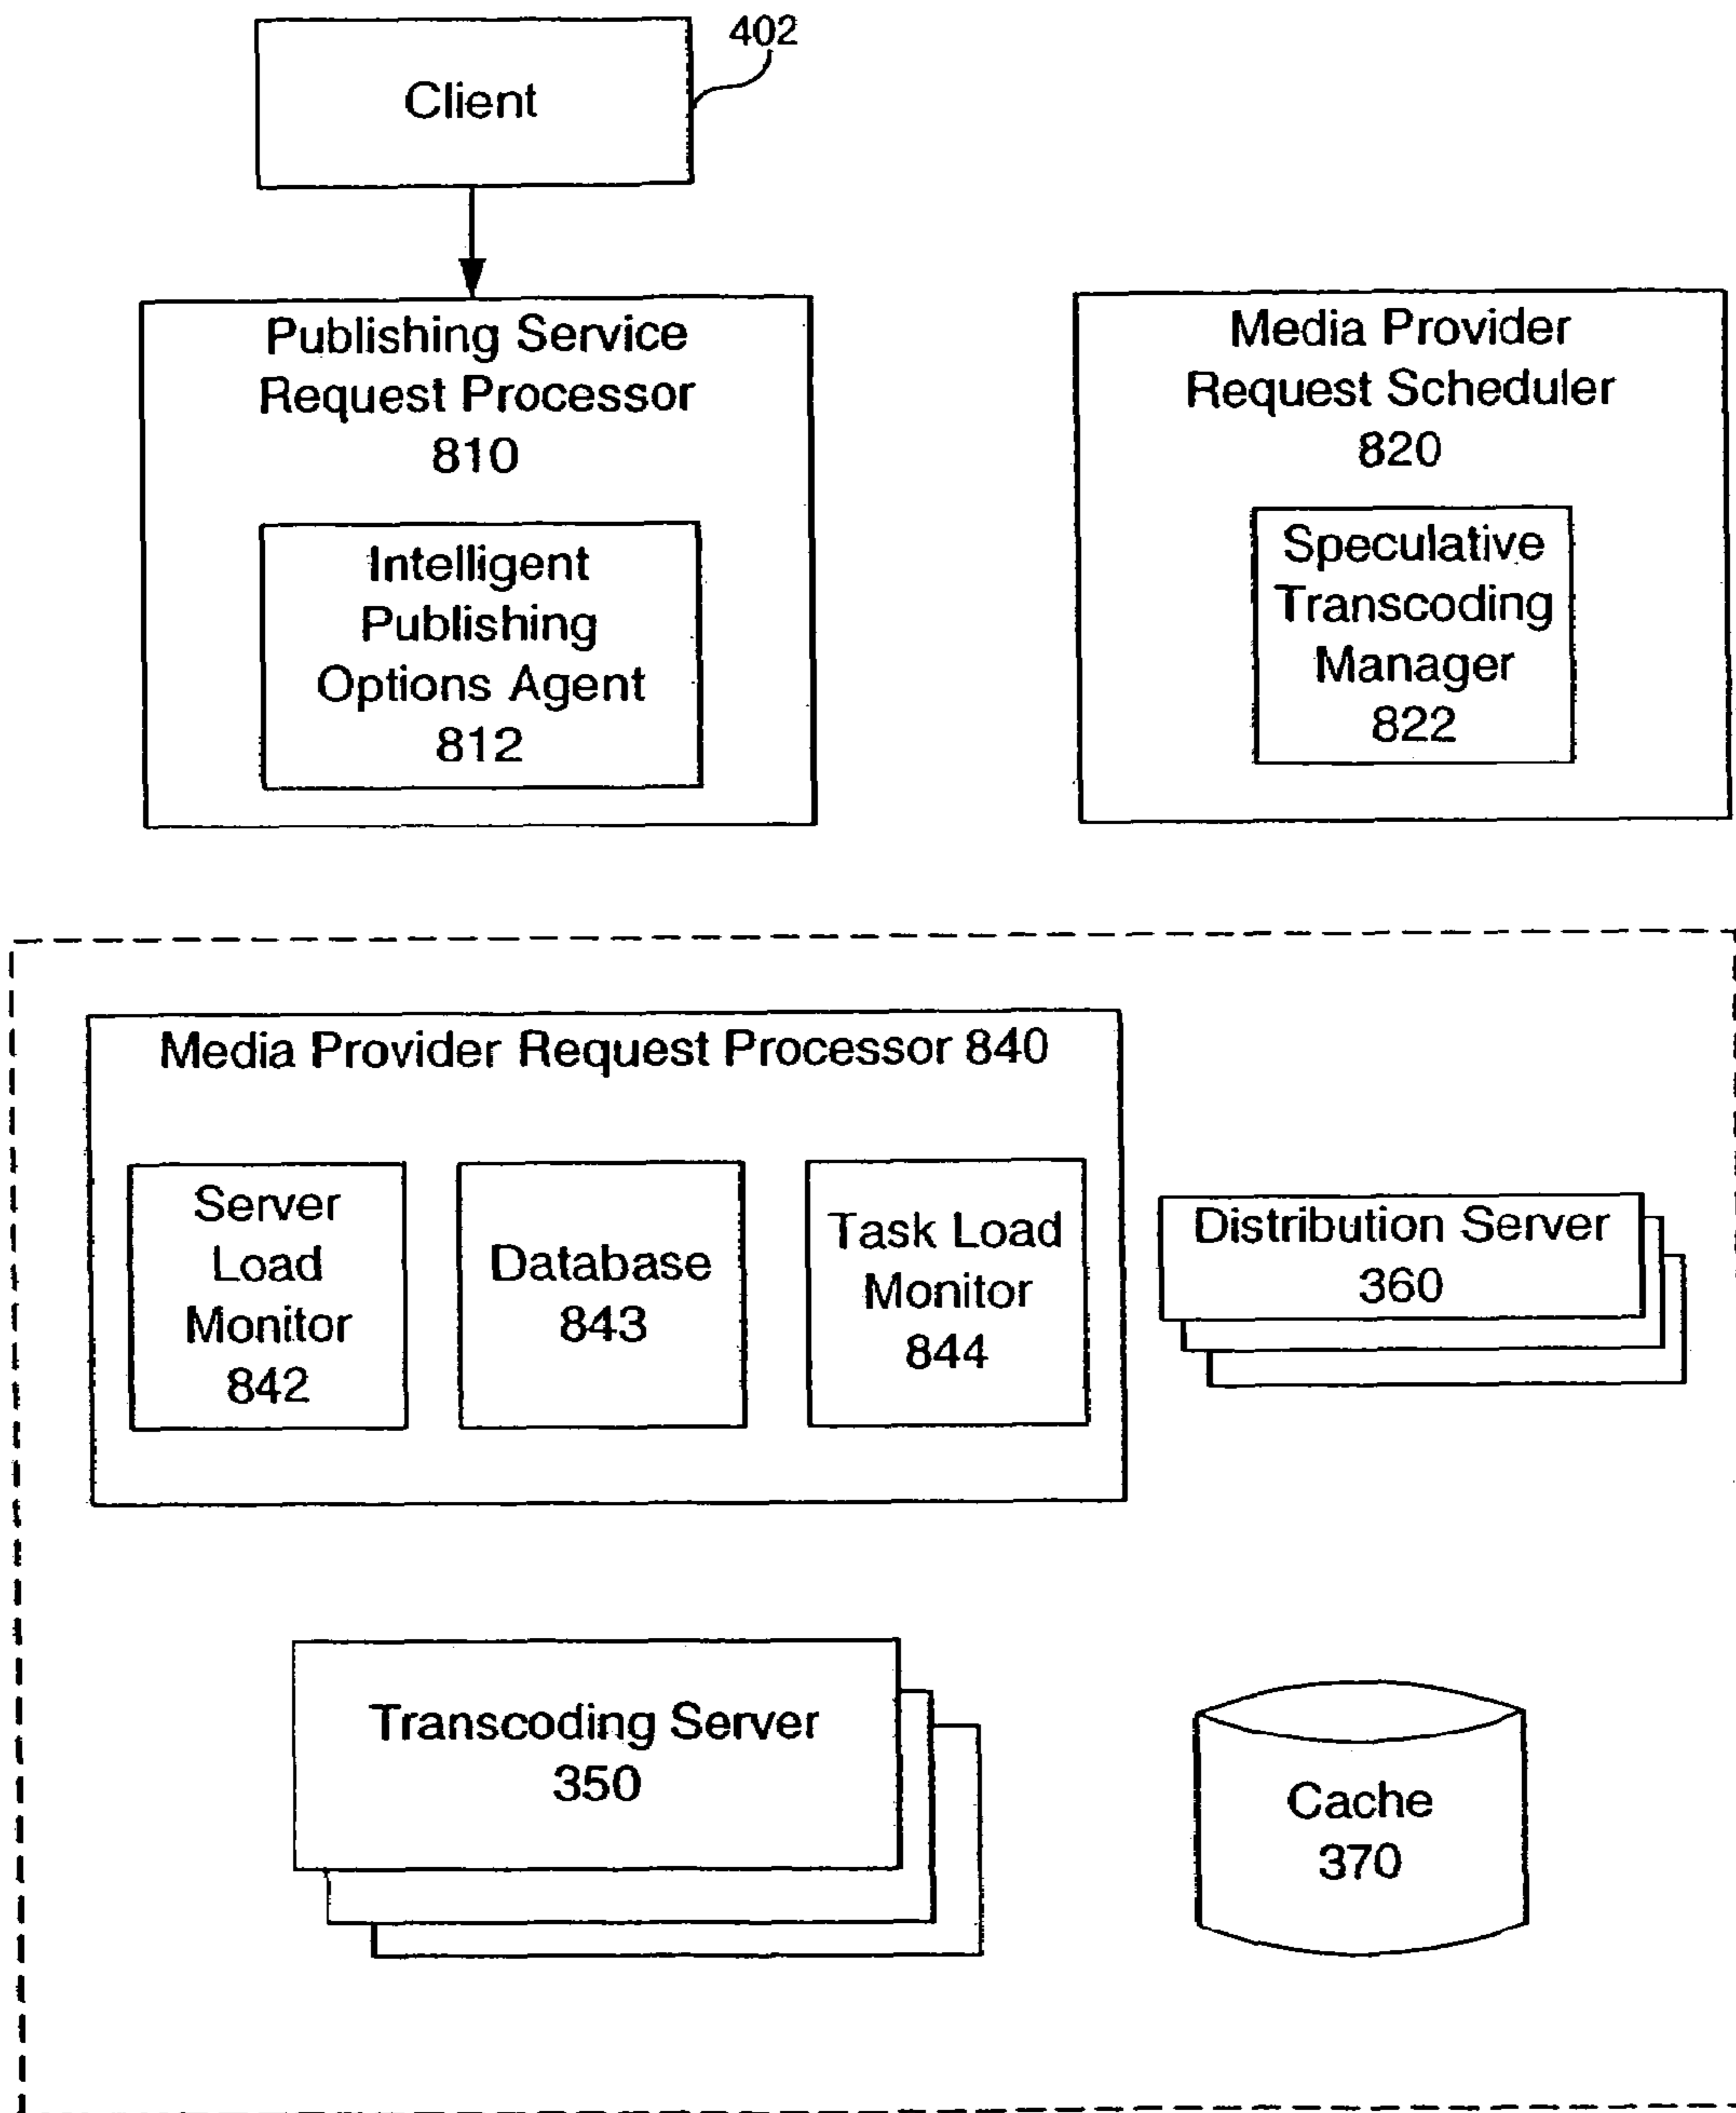 402
Client
Publishing Service
Request Processor
810
Intelligent
Publishing
Options Agent
812
Media Provider
Request Scheduler
820
Speculative
Transcoding
Manager
822
Media Provider Request Processor 840
Server
Load
Monitor
842
Database
843
Task Load
Monitor
844
Distribution Server
360
Transcoding Server
350
Cache
370